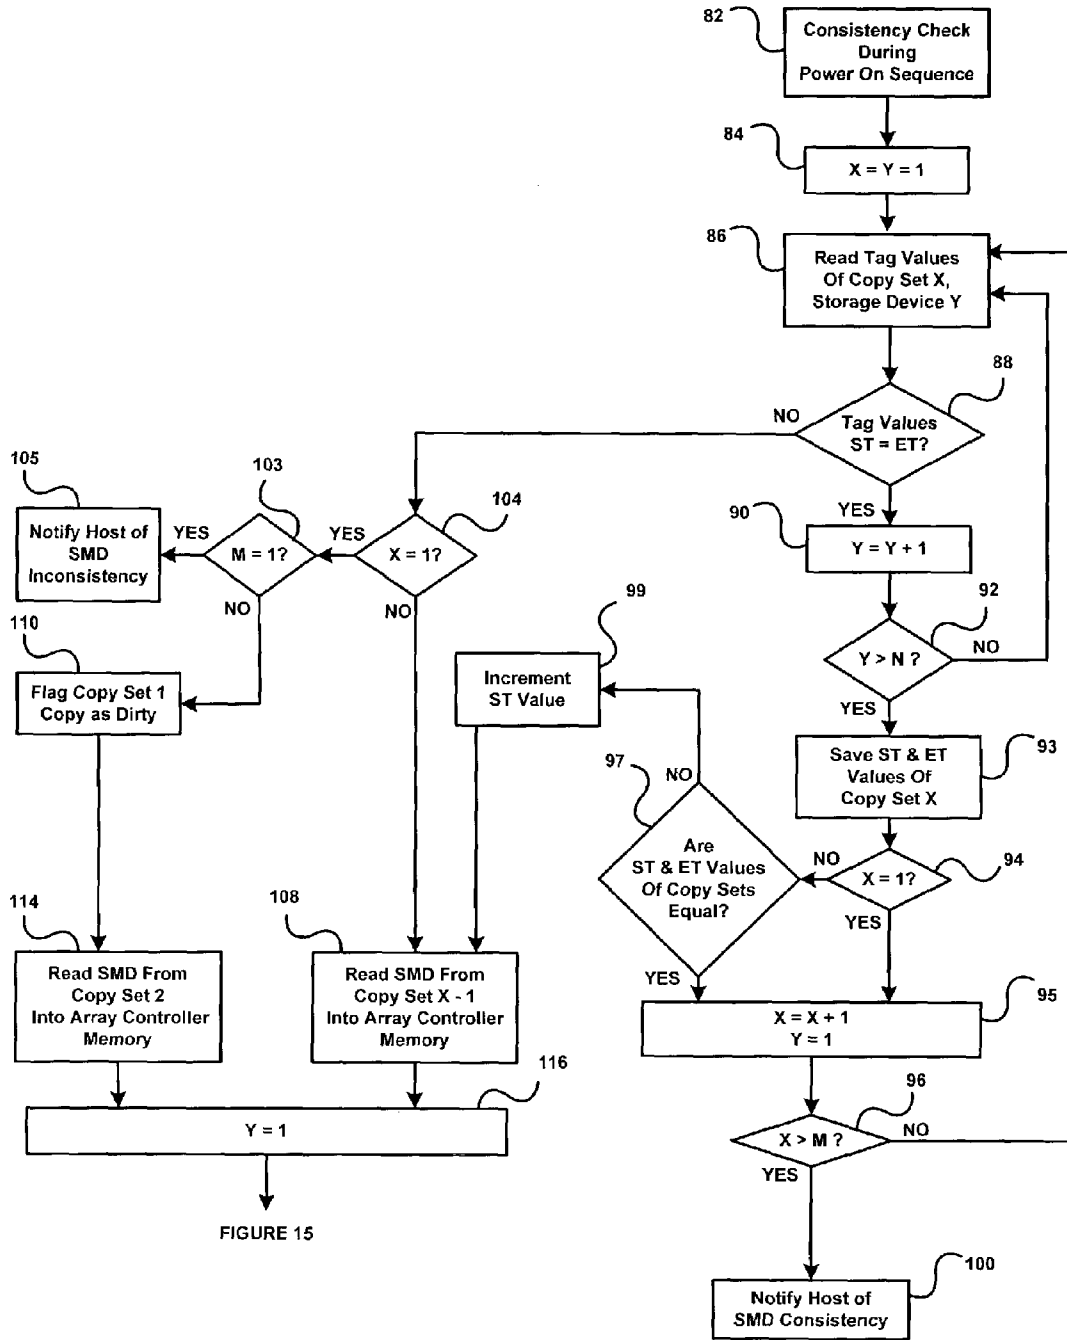 82
Consistency Check
During
Power On Sequence
84
X = Y = 1
86
Read Tag Values
Of Copy Set X,
Storage Device Y
88
Tag Values
ST = ET?
NO
YES
90
Y = Y + 1
92
Y > N ?
NO
YES
93
Save ST & ET
Values Of
Copy Set X
94
X = 1?
NO
YES
97
Are
ST & ET Values
Of Copy Sets
Equal?
NO
YES
99
Increment
ST Value
95
X = X + 1
Y = 1
96
X > M ?
NO
YES
100
Notify Host of
SMD Consistency
104
X = 1?
YES
NO
103
M = 1?
YES
NO
105
Notify Host of
SMD
Inconsistency
110
Flag Copy Set 1
Copy as Dirty
114
Read SMD From
Copy Set 2
Into Array Controller
Memory
108
Read SMD From
Copy Set X - 1
Into Array Controller
Memory
116
Y = 1
FIGURE 15